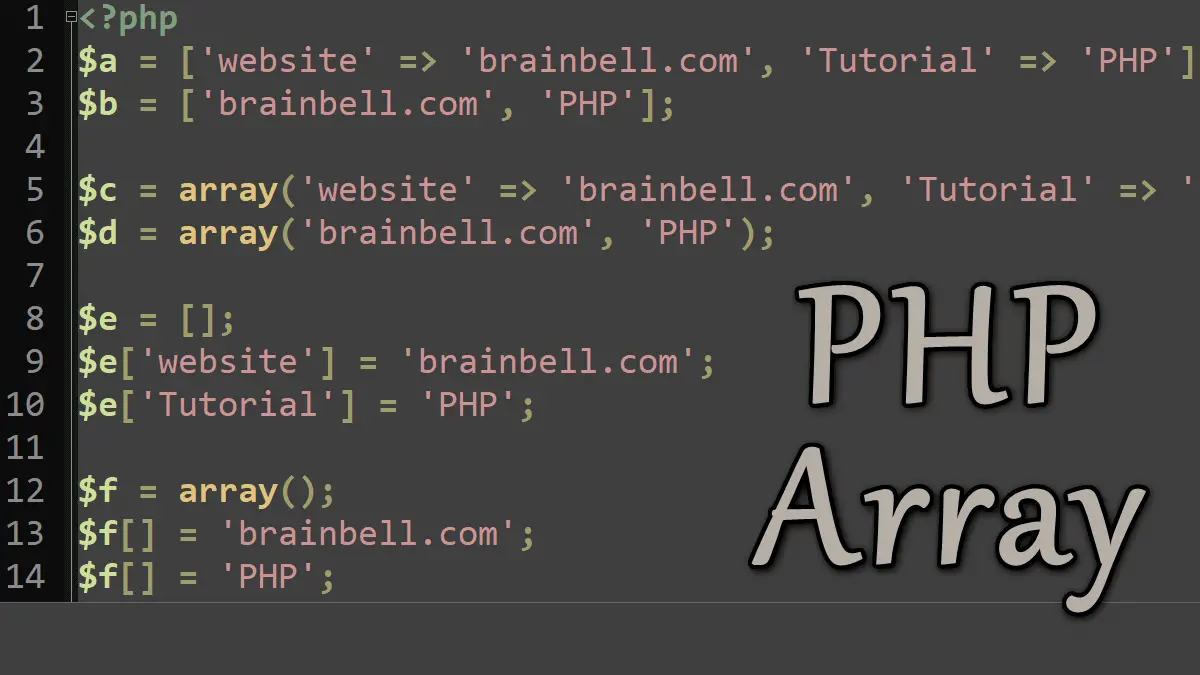 1 <?php
2 $a = ['website' => 'brainbell.com', 'Tutorial' => 'PHP']
3 $b = ['brainbell.com', 'PHP'];
4
5 $c = array('website' => 'brainbell.com', 'Tutorial' => '
6 $d = array('brainbell.com', 'PHP');
7
8 $e = [];
9 $e['website'] = 'brainbell.com';
10 $e['Tutorial'] = 'PHP';
11
12 $f = array();
13 $f[] = 'brainbell.com';
14 $f[] = 'PHP';
PHP
Array